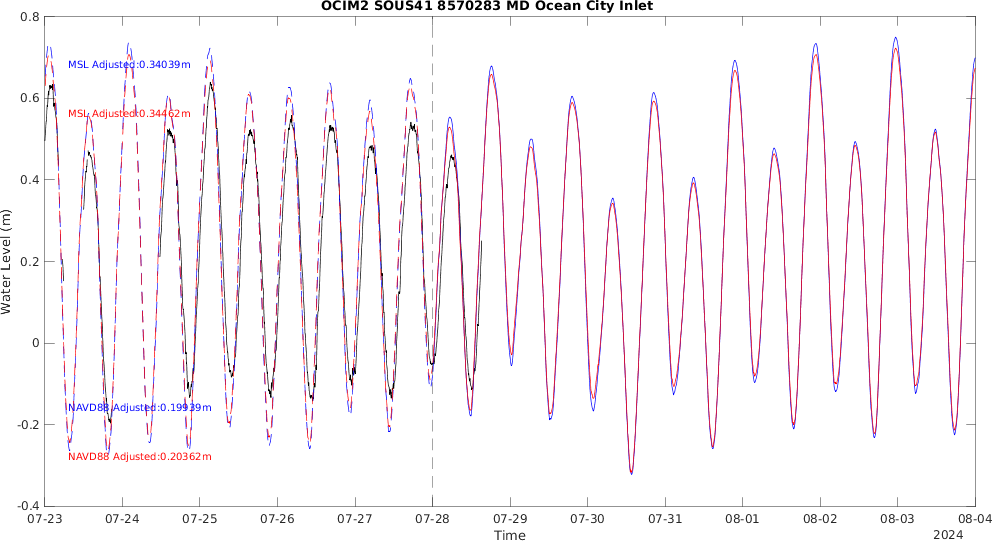 OCIM2 SOUS41 8570283 MD Ocean City Inlet
Water Level (m)
0.8
0.6
0.4
0.2
0
-0.2
-0.4
MSL Adjusted:0.34039m
MSL Adjusted:0.34462m
NAVD88 Adjusted:0.19939m
NAVD88 Adjusted:0.20362m
07-23 07-24 07-25 07-26 07-27 07-28 07-29 07-30 07-31 08-01 08-02 08-03 08-04
Time
2024